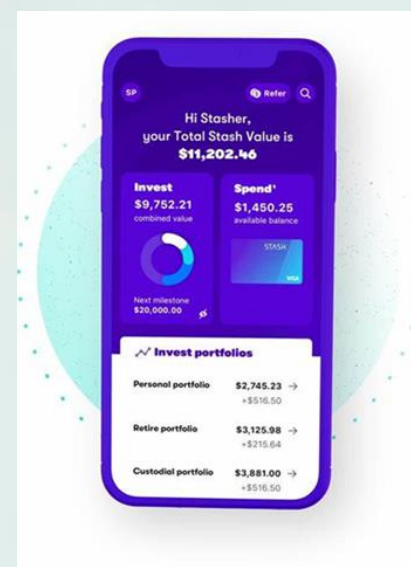 SP
Refer
Hi Stasher,
your Total Stash Value is
$11,202.46
Invest
$9,752.21
combined value
Next milestone
$20,000.00
Spend¹
$1,450.25
available balance
STASH
VISA
Invest portfolios
Personal portfolio $2,745.23 →
+$516.50
Retire portfolio $3,125.98 →
+$215.64
Custodial portfolio $3,881.00 →
+$516.50